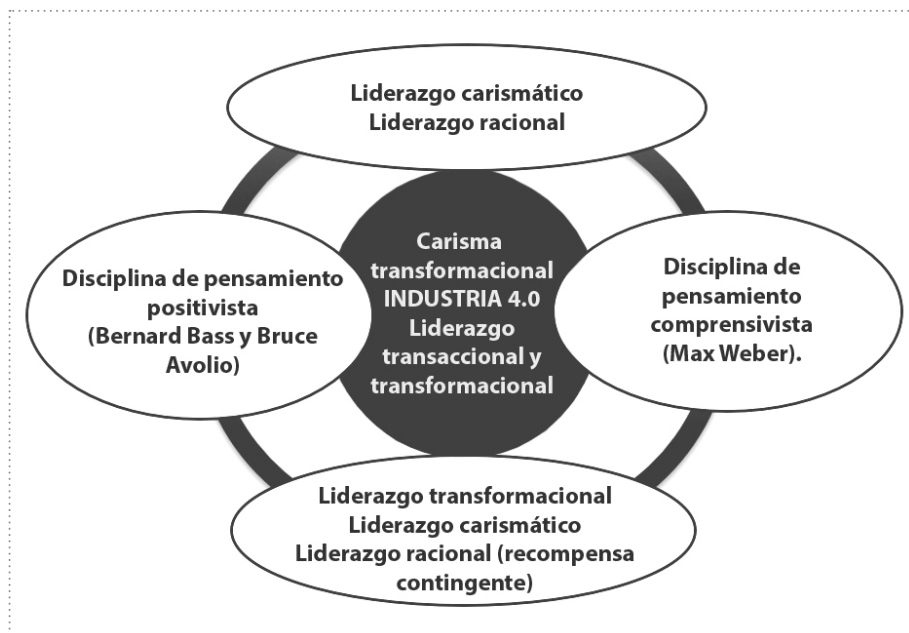 Liderazgo carismático
Liderazgo racional
Disciplina de pensamiento
positivista
(Bernard Bass y Bruce
Avolio)
Carisma
transformacional
INDUSTRIA 4.0
Liderazgo
transaccional y
transformacional
Disciplina de
pensamiento
comprensivista
(Max Weber).
Liderazgo transformacional
Liderazgo carismático
Liderazgo racional (recompensa
contingente)